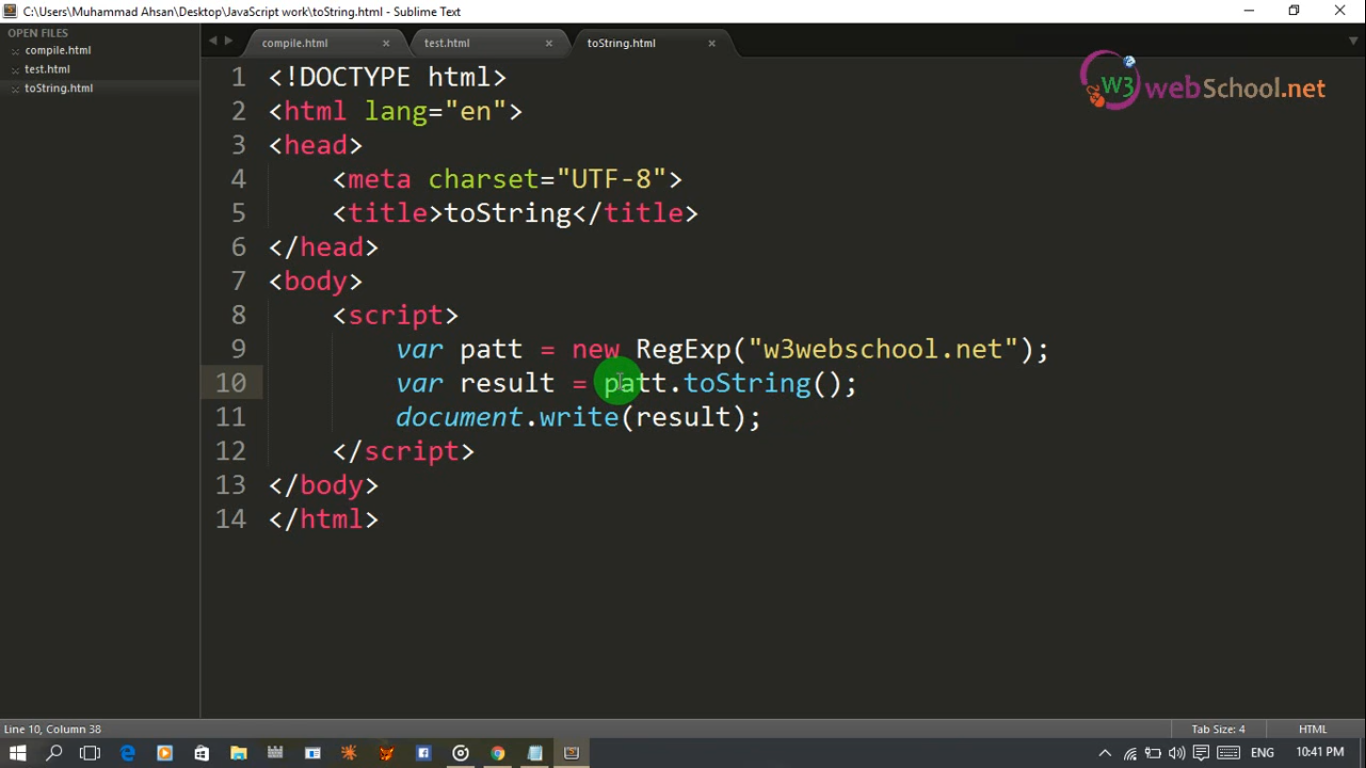 C:\Users\Muhammad Ahsan\Desktop\JavaScript work\toString.html - Sublime Text
OPEN FILES
compile.html
test.html
toString.html
compile.html test.html toString.html
W3 webSchool.net
1 <!DOCTYPE html>
2 <html lang="en">
3 <head>
4 <meta charset="UTF-8">
5 <title>toString</title>
6 </head>
7 <body>
8 <script>
9 var patt = new RegExp("w3webschool.net");
10 var result = patt.toString();
11 document.write(result);
12 </script>
13 </body>
14 </html>
Line 10, Column 38 Tab Size: 4 HTML
ENG 10:41 PM